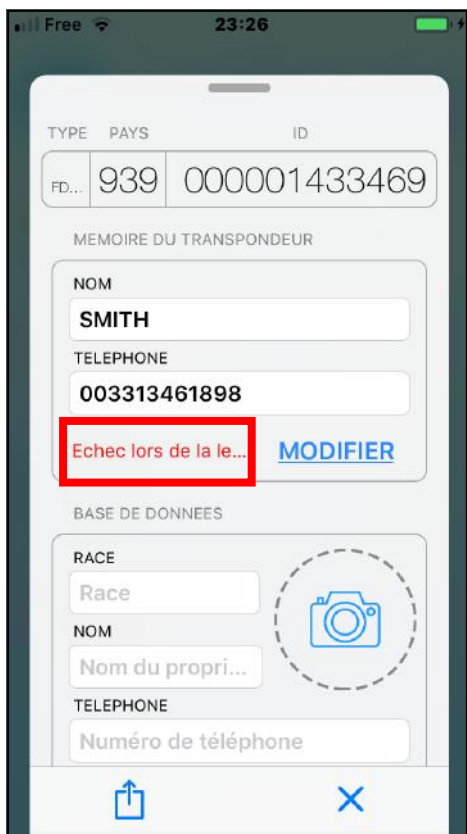 Free 23:26
TYPE PAYS ID
FD... 939 000001433469
MEMOIRE DU TRANSPONDEUR
NOM
SMITH
TELEPHONE
003313461898
Echec lors de la le... MODIFIER
BASE DE DONNEES
RACE
Race
NOM
Nom du propri...
TELEPHONE
Numéro de téléphone